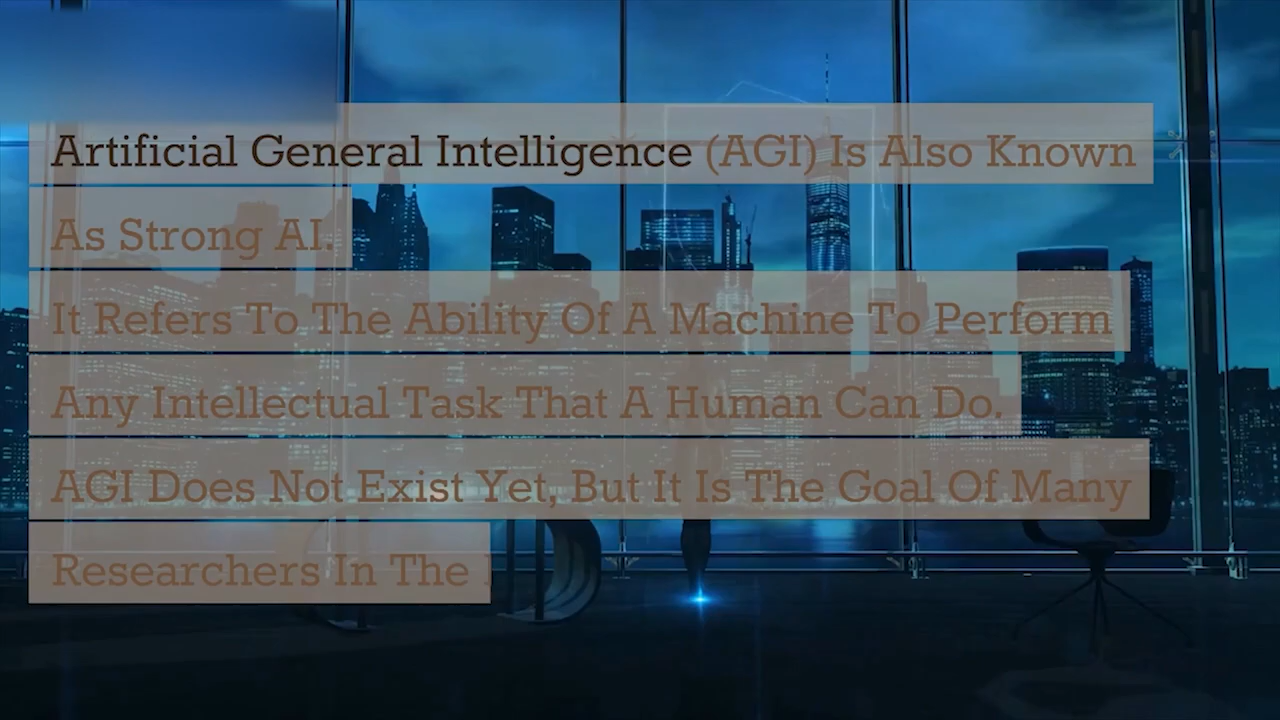 Artificial General Intelligence (AGI) Is Also Known
As Strong AI.
It Refers To The Ability Of A Machine To Perform
Any Intellectual Task That A Human Can Do.
AGI Does Not Exist Yet, But It Is The Goal Of Many
Researchers In The